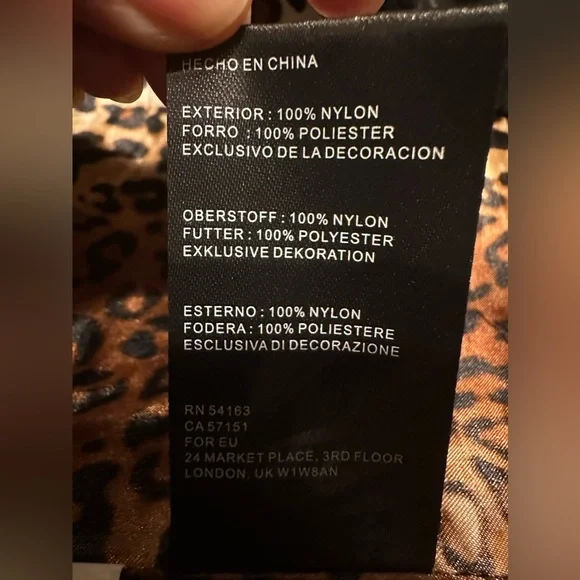 HECHO EN CHINA
EXTERIOR : 100% NYLON
FORRO : 100% POLIESTER
EXCLUSIVO DE LA DECORACION
OBERSTOFF : 100% NYLON
FUTTER : 100% POLYESTER
EXKLUSIVE DEKORATION
ESTERNO : 100% NYLON
FODERA : 100% POLIESTERE
ESCLUSIVA DI DECORAZIONE
RN 54163
CA 57151
FOR EU
24 MARKET PLACE, 3RD FLOOR
LONDON, UK W1W8AN